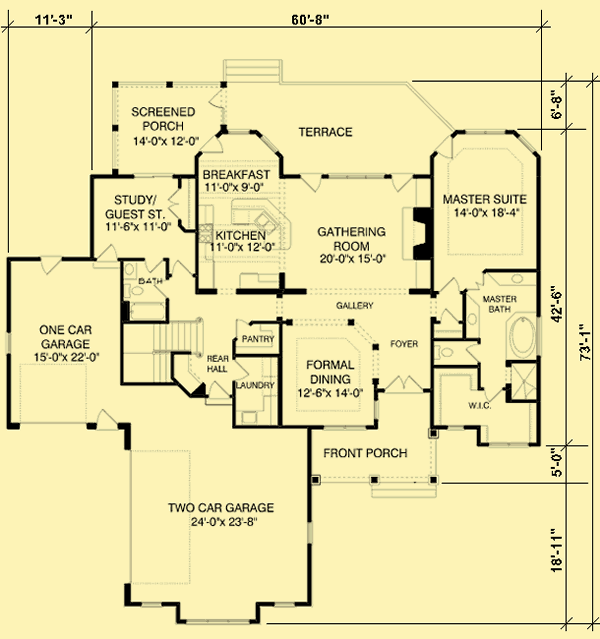 11'-3"
60'-8"
SCREENED
PORCH
14'-0"x 12'-0"
TERRACE
6'-8"
BREAKFAST
11'-0"x 9'-0"
STUDY/
GUEST ST.
11'-6"x 11'-0"
MASTER SUITE
14'-0"x 18'-4"
KITCHEN
11'-0"x 12'-0"
GATHERING
ROOM
20'-0"x 15'-0"
BATH
MASTER
BATH
GALLERY
42'-6"
73'-1"
ONE CAR
GARAGE
15'-0"x 22'-0"
PANTRY
FOYER
REAR
HALL
FORMAL
DINING
12'-6"x 14'-0"
LAUNDRY
W.I.C.
FRONT PORCH
5'-0"
TWO CAR GARAGE
24'-0"x 23'-8"
18'-11"